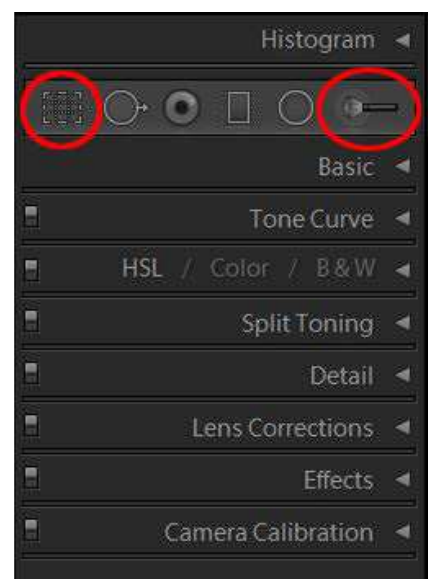 Histogram
Basic
Tone Curve
HSL / Color / B&W
Split Toning
Detail
Lens Corrections
Effects
Camera Calibration